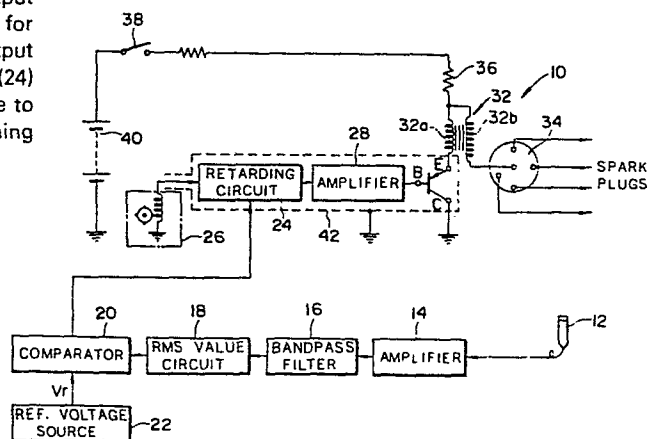 put
for
tput
(24)
e to
ning
38
36
10
32
32a
32b
34
40
28
E
B
C
RETARDING
CIRCUIT
AMPLIFIER
24
42
26
SPARK
PLUGS
20
18
16
14
12
COMPARATOR
RMS VALUE
CIRCUIT
BANDPASS
FILTER
AMPLIFIER
Vr
REF. VOLTAGE
SOURCE
22